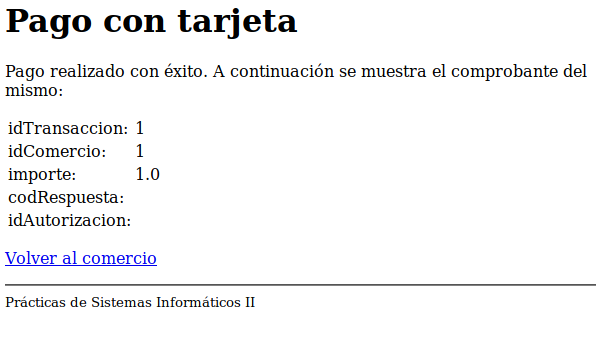 Pago con tarjeta
Pago realizado con éxito. A continuación se muestra el comprobante del
mismo:
idTransaccion: 1
idComercio: 1
importe: 1.0
codRespuesta:
idAutorizacion:
Volver al comercio
Prácticas de Sistemas Informáticos II